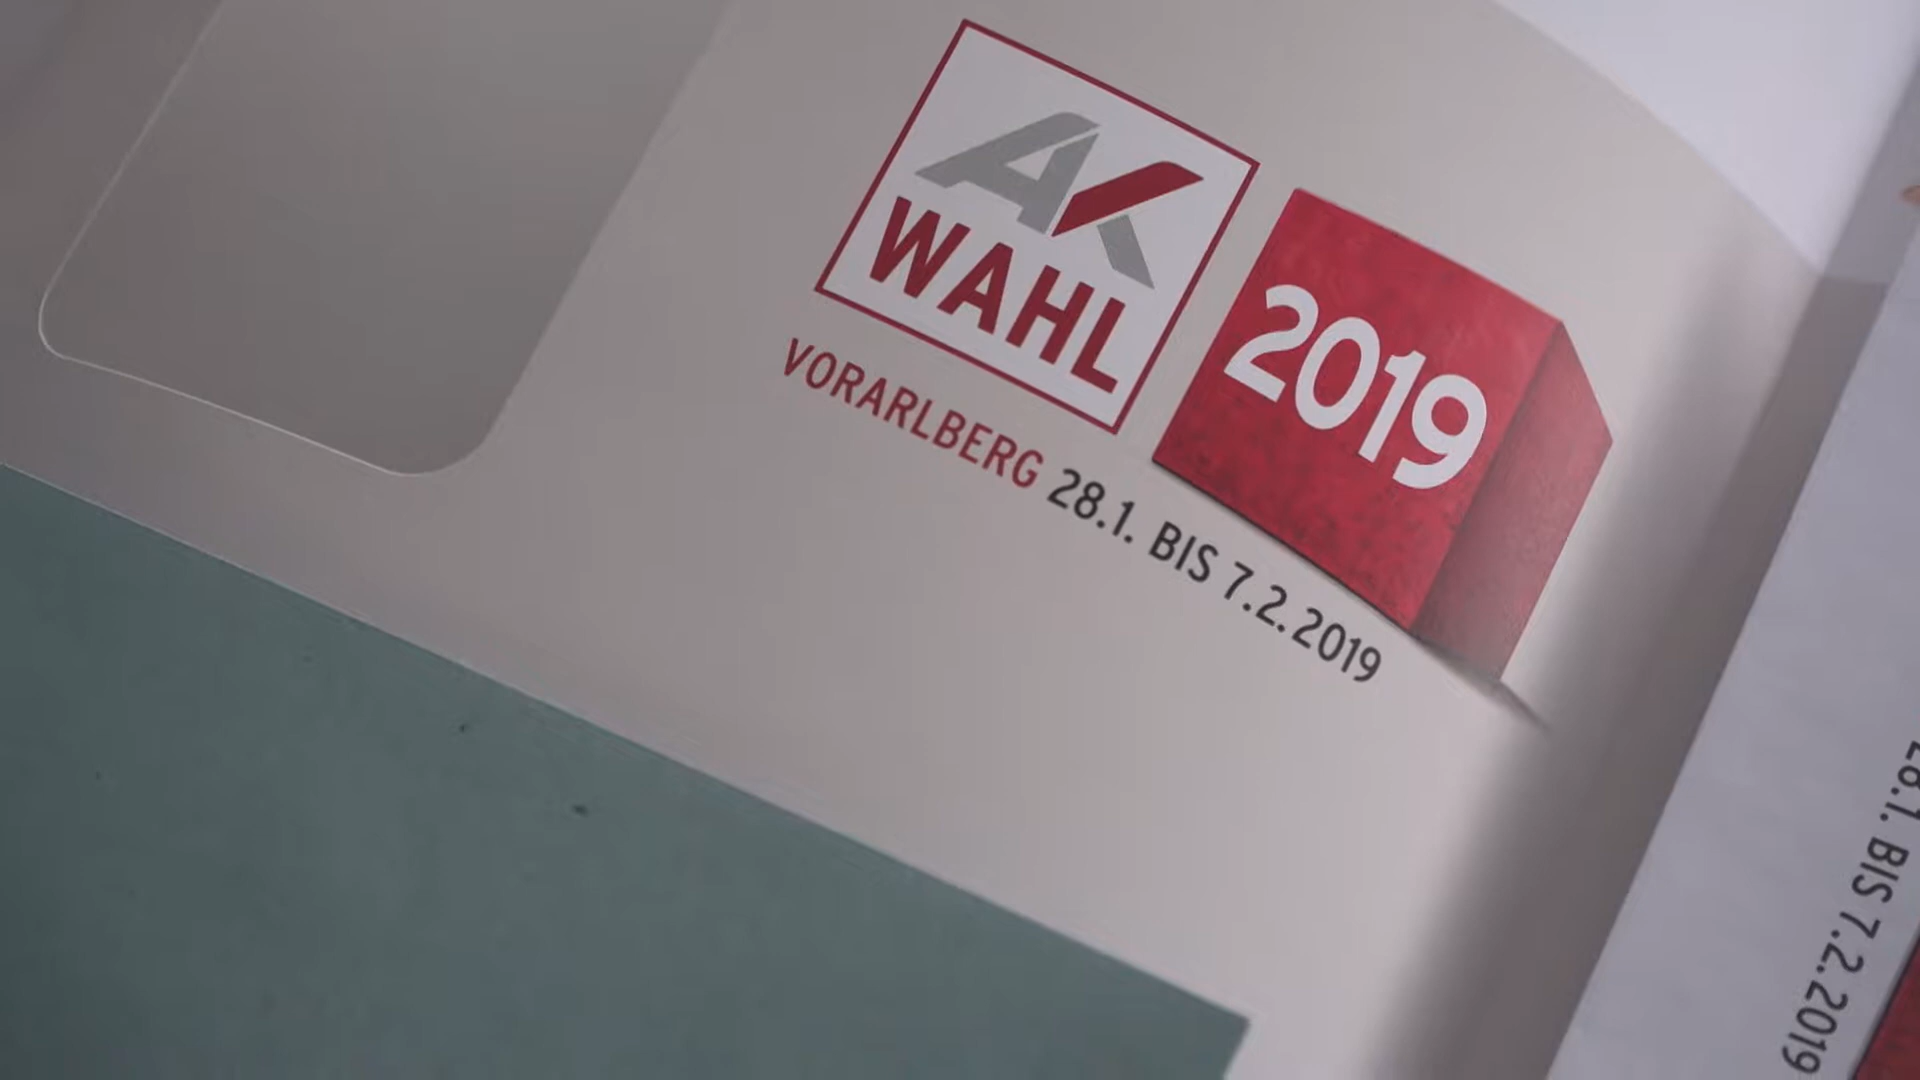 AK
WAHL
2019
VORARLBERG 28.1. BIS 7.2.2019
28.1. BIS 7.2.2019